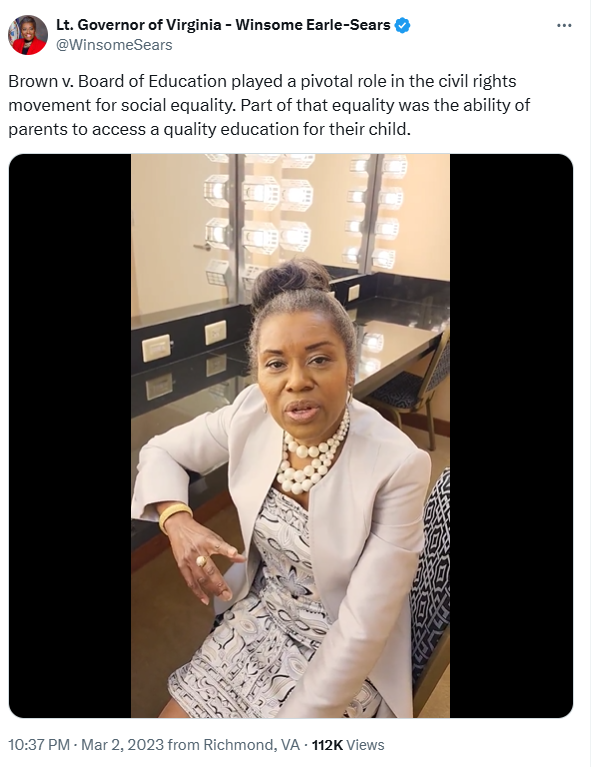 Lt. Governor of Virginia - Winsome Earle-Sears
@WinsomeSears
Brown v. Board of Education played a pivotal role in the civil rights
movement for social equality. Part of that equality was the ability of
parents to access a quality education for their child.
10:37 PM · Mar 2, 2023 from Richmond, VA · 112K Views